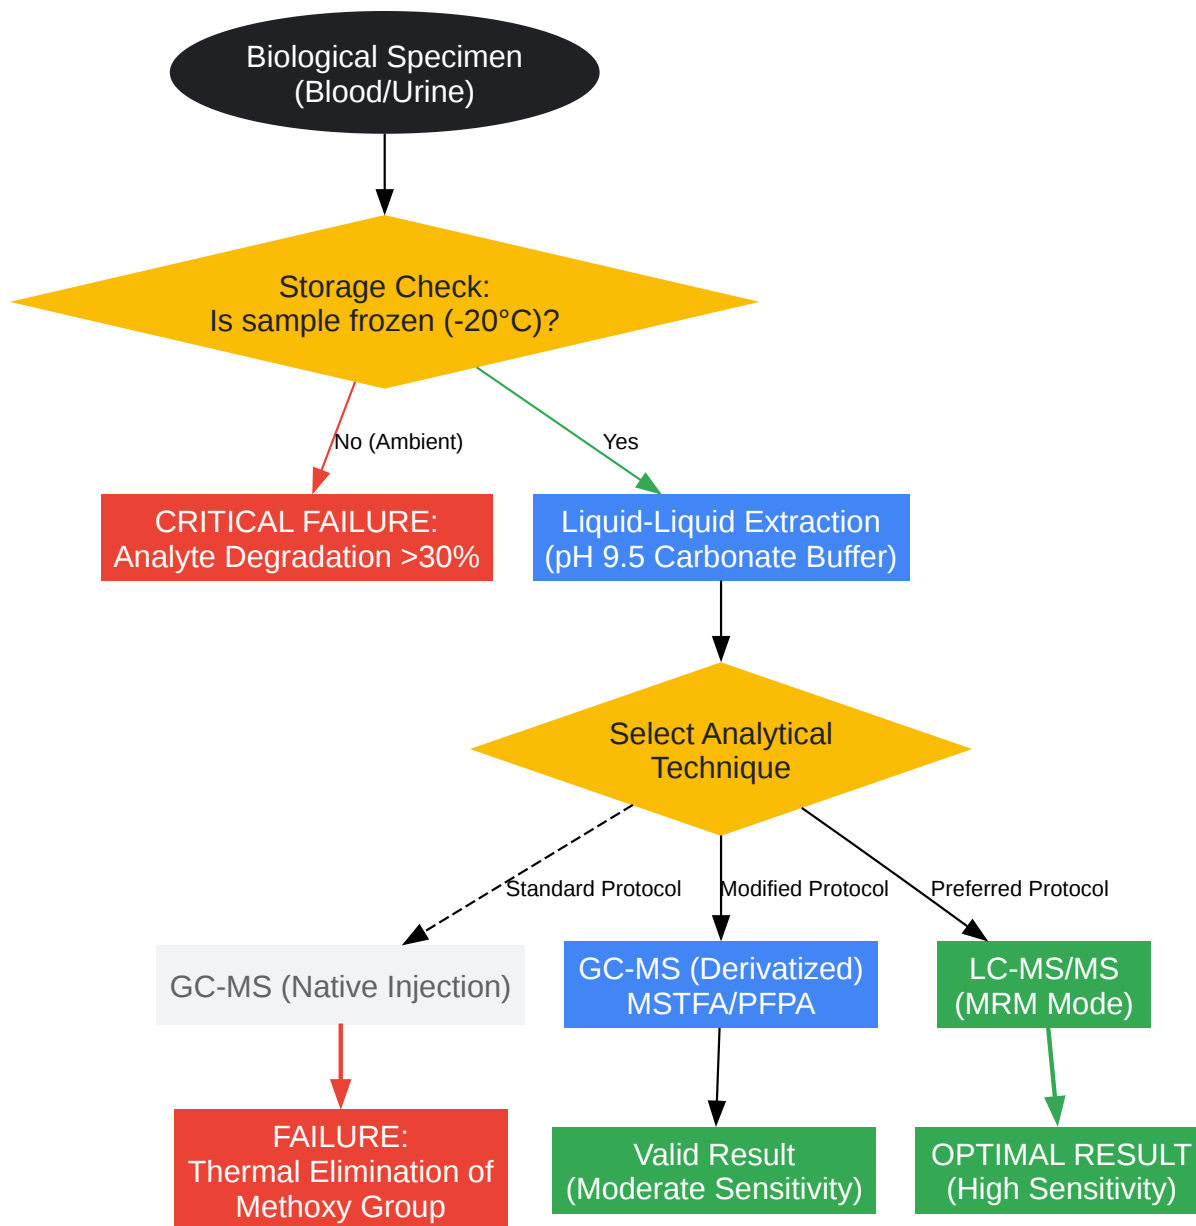 Biological Specimen
(Blood/Urine)
Storage Check:
Is sample frozen (-20°C)?
No (Ambient)
Yes
CRITICAL FAILURE:
Analyte Degradation >30%
Liquid-Liquid Extraction
(pH 9.5 Carbonate Buffer)
Select Analytical
Technique
Standard Protocol
Modified Protocol
Preferred Protocol
GC-MS (Native Injection)
GC-MS (Derivatized)
MSTFA/PFPA
LC-MS/MS
(MRM Mode)
FAILURE:
Thermal Elimination of
Methoxy Group
Valid Result
(Moderate Sensitivity)
OPTIMAL RESULT
(High Sensitivity)